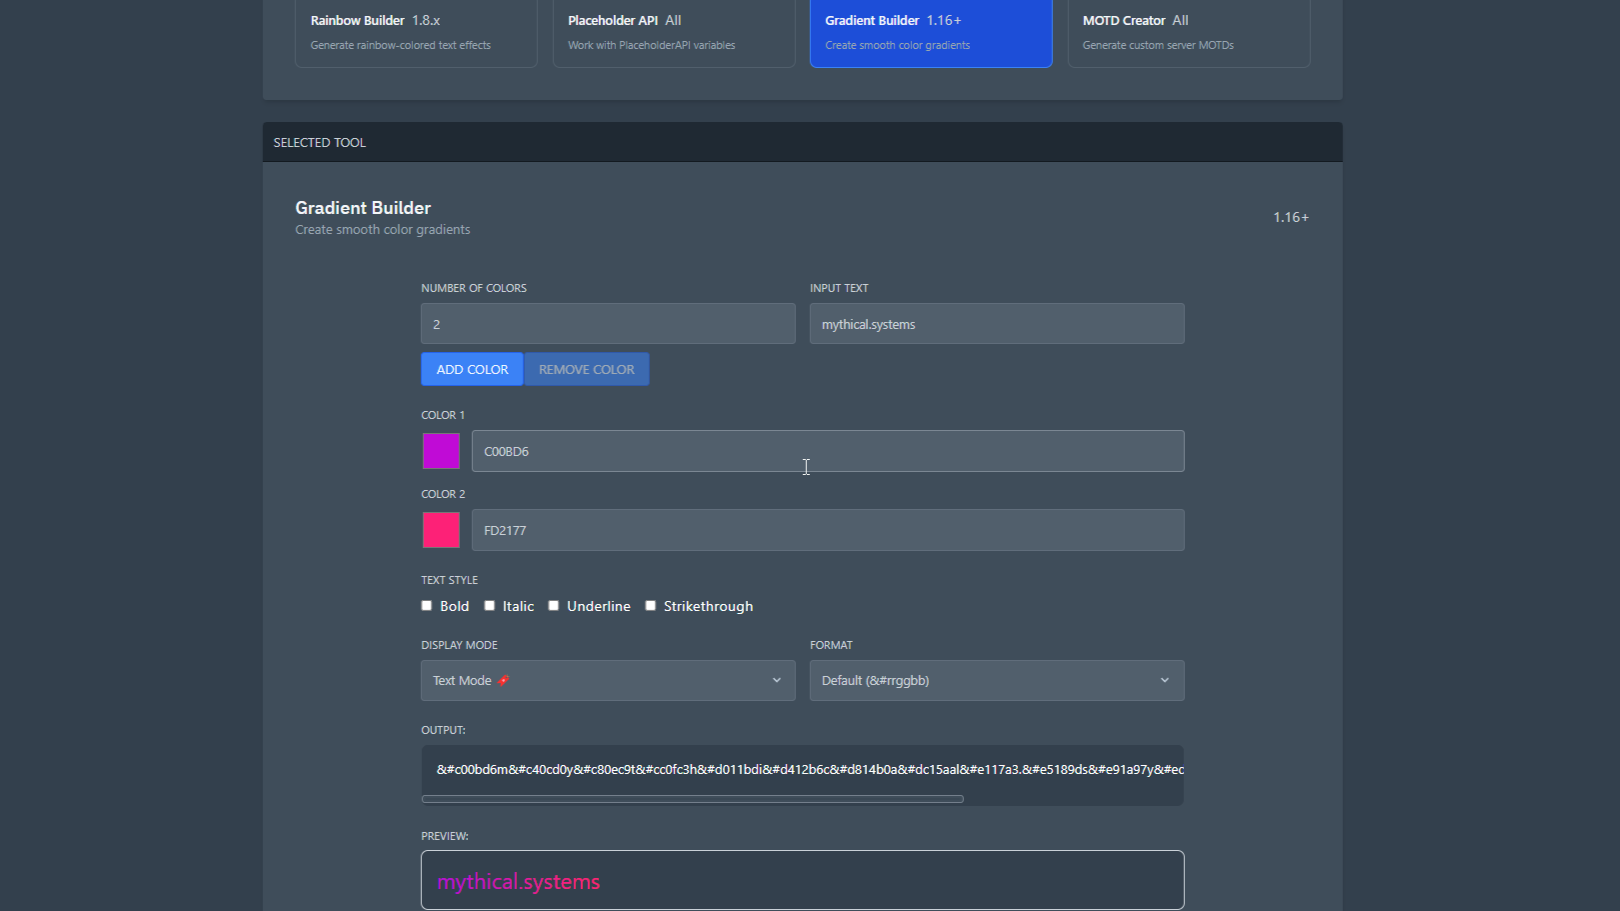 Rainbow Builder 1.8.x
Generate rainbow-colored text effects
Placeholder API All
Work with PlaceholderAPI variables
Gradient Builder 1.16+
Create smooth color gradients
MOTD Creator All
Generate custom server MOTDs
SELECTED TOOL
Gradient Builder
Create smooth color gradients
1.16+
NUMBER OF COLORS
2
INPUT TEXT
mythical.systems
ADD COLOR
REMOVE COLOR
COLOR 1
C00BD6
COLOR 2
FD2177
TEXT STYLE
Bold Italic Underline Strikethrough
DISPLAY MODE
Text Mode
FORMAT
Default (&#rrggbb)
OUTPUT:
&#c00bd6m&#c40cd0y&#c80ec9t&#cc0fc3h&#d011bdi&#d412b6c&#d814b0a&#dc15aal&#e117a3.&#e5189ds&#e91a97y&#ec
PREVIEW:
mythical.systems